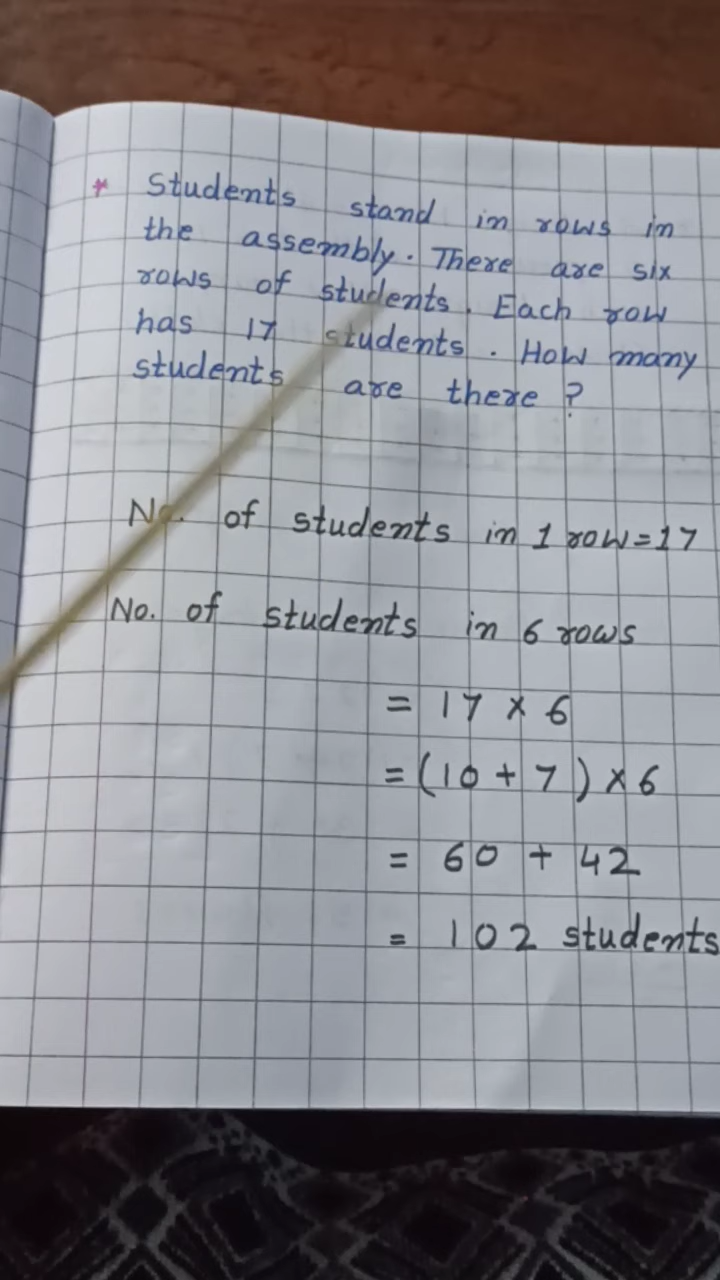 * Students stand in rows in
the assembly. There are six
rows of students. Each row
has 17 students. How many
students are there?
No. of students in 1 row=17
No. of students in 6 rows
= 17 × 6
= (10 + 7) × 6
= 60 + 42
= 102 students